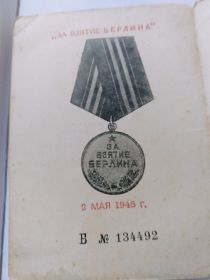 „ЗА ВЗЯТИЕ БЕРЛИНА"
ЗА
ВЗЯТИЕ
БЕРЛИНА
2 МАЯ 1945 г.
Б № 134492